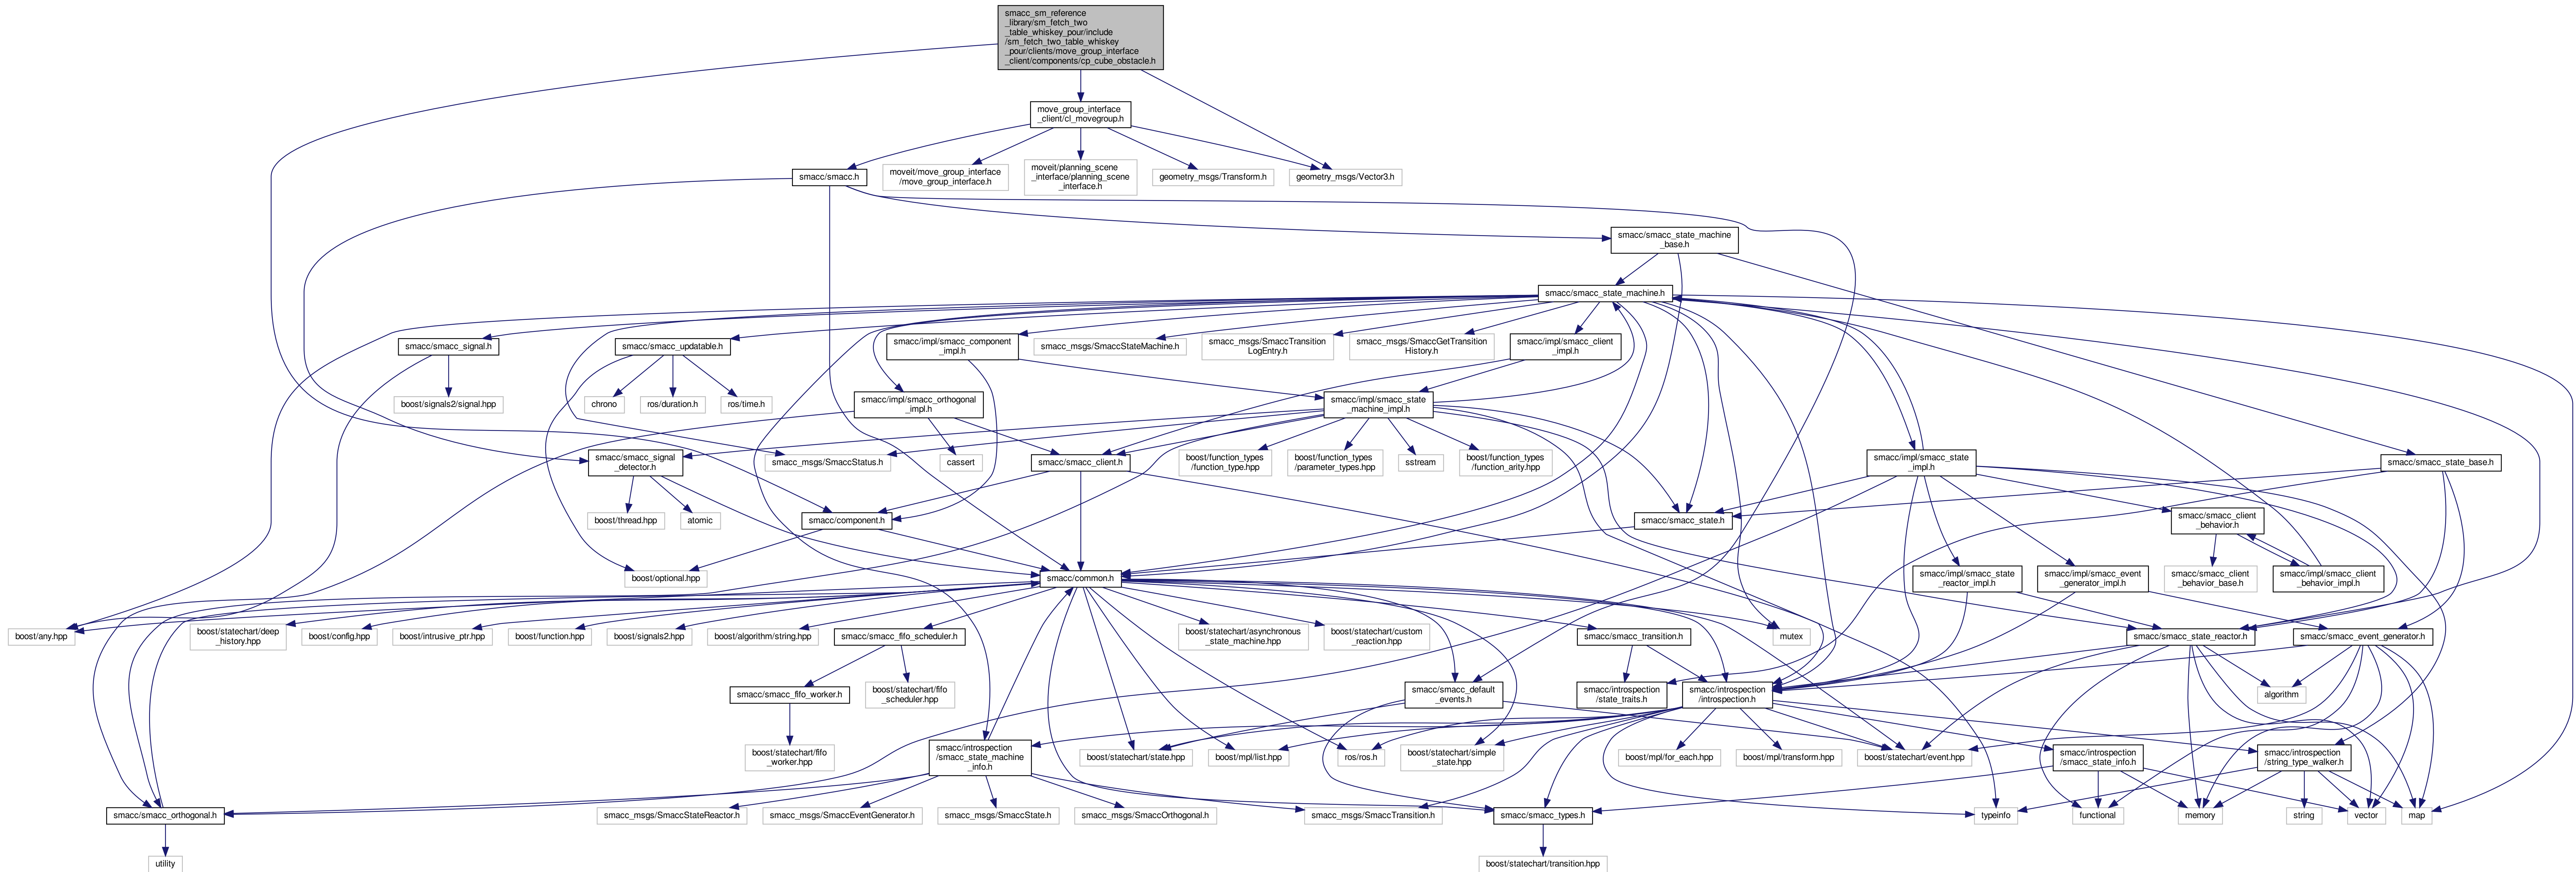 smacc_sm_reference
_library/sm_fetch_two
_table_whiskey_pour/include
/sm_fetch_two_table_whiskey
_pour/clients/move_group_interface
_client/components/cp_cube_obstacle.h
move_group_interface
_client/cl_movegroup.h
smacc/smacc.h
moveit/move_group_interface
/move_group_interface.h
moveit/planning_scene
_interface/planning_scene
_interface.h
geometry_msgs/Transform.h
geometry_msgs/Vector3.h
smacc/smacc_state_machine
_base.h
smacc/smacc_state_machine.h
smacc/smacc_signal.h
smacc/smacc_updatable.h
smacc/impl/smacc_component
_impl.h
smacc_msgs/SmaccStateMachine.h
smacc_msgs/SmaccTransition
LogEntry.h
smacc_msgs/SmaccGetTransition
History.h
smacc/impl/smacc_client
_impl.h
boost/signals2/signal.hpp
chrono
ros/duration.h
ros/time.h
smacc/impl/smacc_orthogonal
_impl.h
smacc/impl/smacc_state
_machine_impl.h
smacc/smacc_signal
_detector.h
smacc_msgs/SmaccStatus.h
cassert
smacc/smacc_client.h
boost/function_types
/function_type.hpp
boost/function_types
/parameter_types.hpp
sstream
boost/function_types
/function_arity.hpp
smacc/impl/smacc_state
_impl.h
smacc/smacc_state_base.h
boost/thread.hpp
atomic
smacc/component.h
smacc/smacc_state.h
smacc/smacc_client
_behavior.h
boost/optional.hpp
smacc/common.h
smacc/impl/smacc_state
_reactor_impl.h
smacc/impl/smacc_event
_generator_impl.h
smacc/smacc_client
_behavior_base.h
smacc/impl/smacc_client
_behavior_impl.h
boost/any.hpp
boost/statechart/deep
_history.hpp
boost/config.hpp
boost/intrusive_ptr.hpp
boost/function.hpp
boost/signals2.hpp
boost/algorithm/string.hpp
smacc/smacc_fifo_scheduler.h
boost/statechart/asynchronous
_state_machine.hpp
boost/statechart/custom
_reaction.hpp
smacc/smacc_transition.h
mutex
smacc/smacc_state_reactor.h
smacc/smacc_event_generator.h
smacc/smacc_fifo_worker.h
boost/statechart/fifo
_scheduler.hpp
smacc/smacc_default
_events.h
smacc/introspection
/state_traits.h
smacc/introspection
/introspection.h
algorithm
boost/statechart/fifo
_worker.hpp
smacc/introspection
/smacc_state_machine
_info.h
boost/statechart/state.hpp
boost/mpl/list.hpp
ros/ros.h
boost/statechart/simple
_state.hpp
boost/mpl/for_each.hpp
boost/mpl/transform.hpp
boost/statechart/event.hpp
smacc/introspection
/smacc_state_info.h
smacc/introspection
/string_type_walker.h
smacc/smacc_orthogonal.h
smacc_msgs/SmaccStateReactor.h
smacc_msgs/SmaccEventGenerator.h
smacc_msgs/SmaccState.h
smacc_msgs/SmaccOrthogonal.h
smacc_msgs/SmaccTransition.h
smacc/smacc_types.h
typeinfo
functional
memory
string
vector
map
utility
boost/statechart/transition.hpp